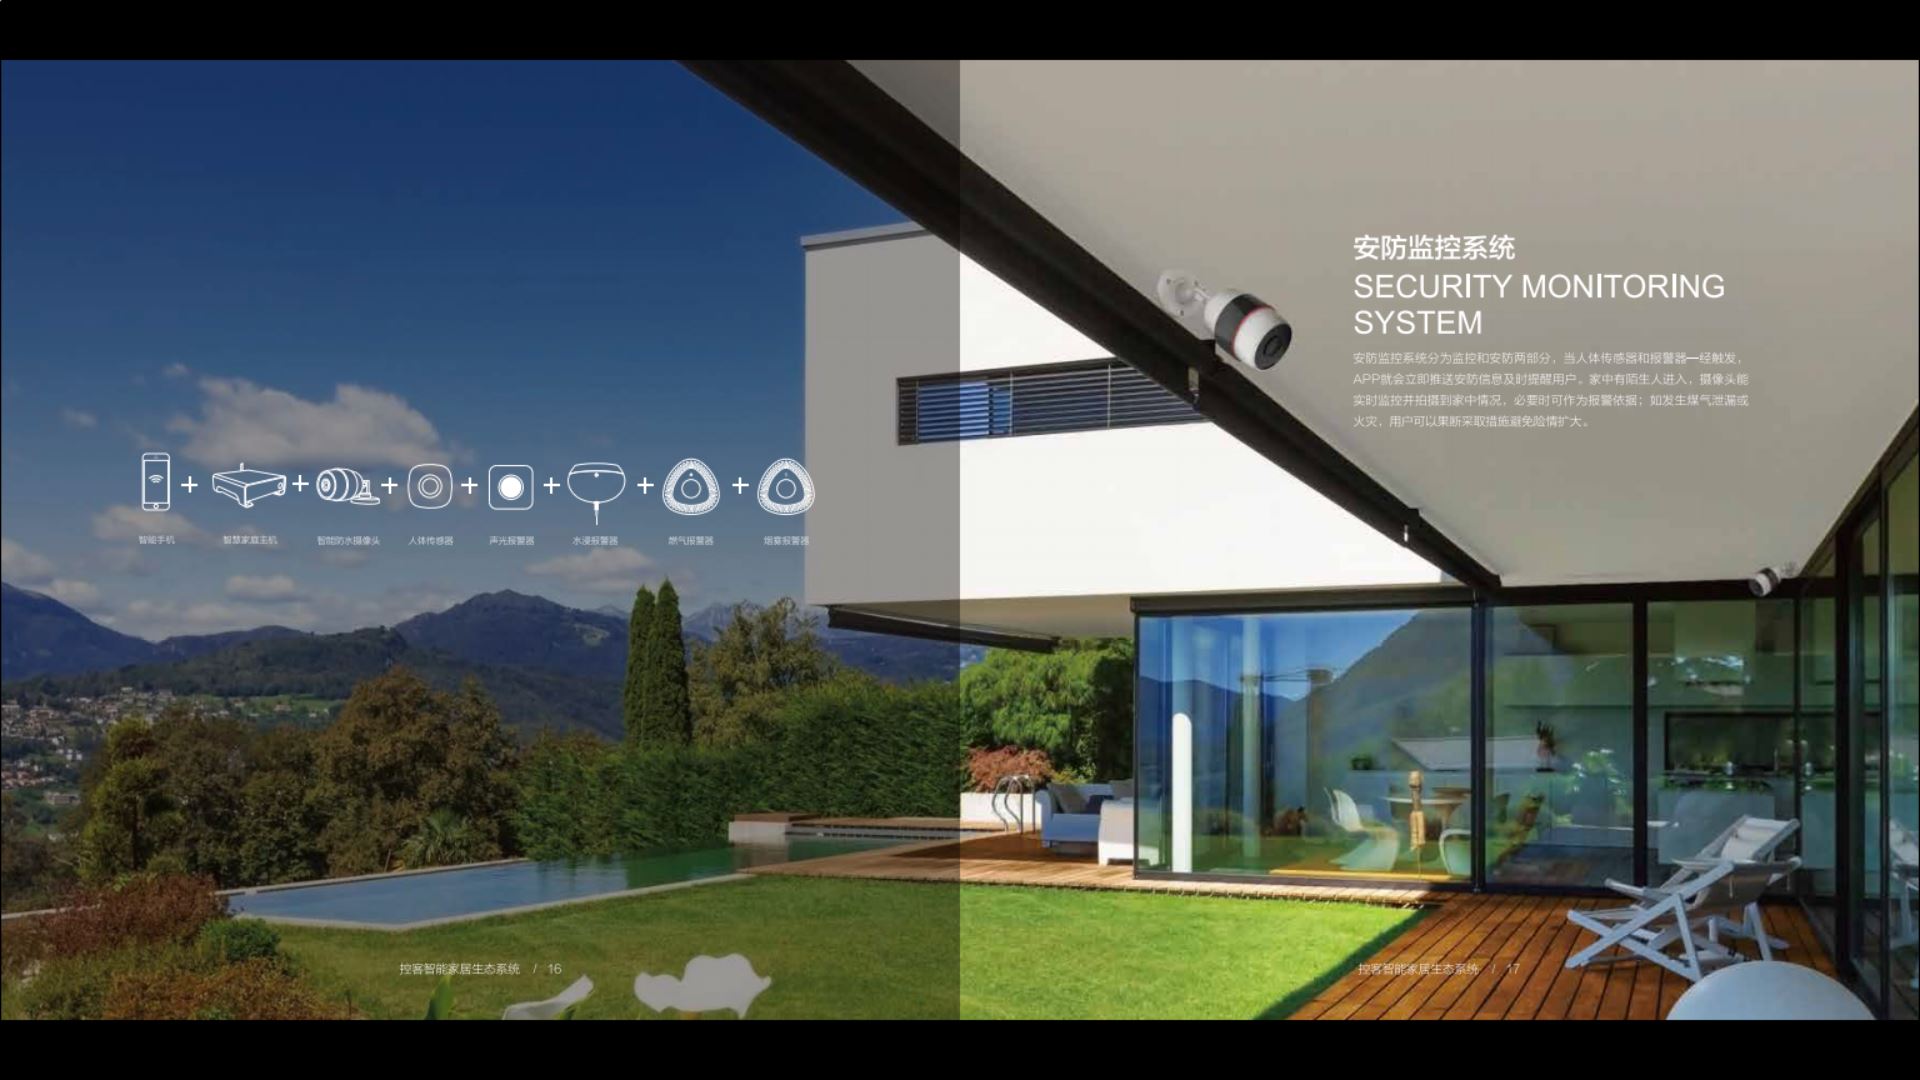 安防监控系统
SECURITY MONITORING
SYSTEM
安防监控系统分为监控和安防两部分，当人体传感器和报警器一经触发，
APP就会立即推送安防信息及时提醒用户。家中有陌生人进入，摄像头能
实时监控并拍摄到家中情况，必要时可作为报警依据；如发生煤气泄漏或
火灾，用户可以果断采取措施避免险情扩大。
智能手机 + 智慧家庭主机 + 智能防水摄像头 + 人体传感器 + 声光报警器 + 水浸报警器 + 燃气报警器 + 烟雾报警器
控客智能家居生态系统 / 16
控客智能家居生态系统 / 17